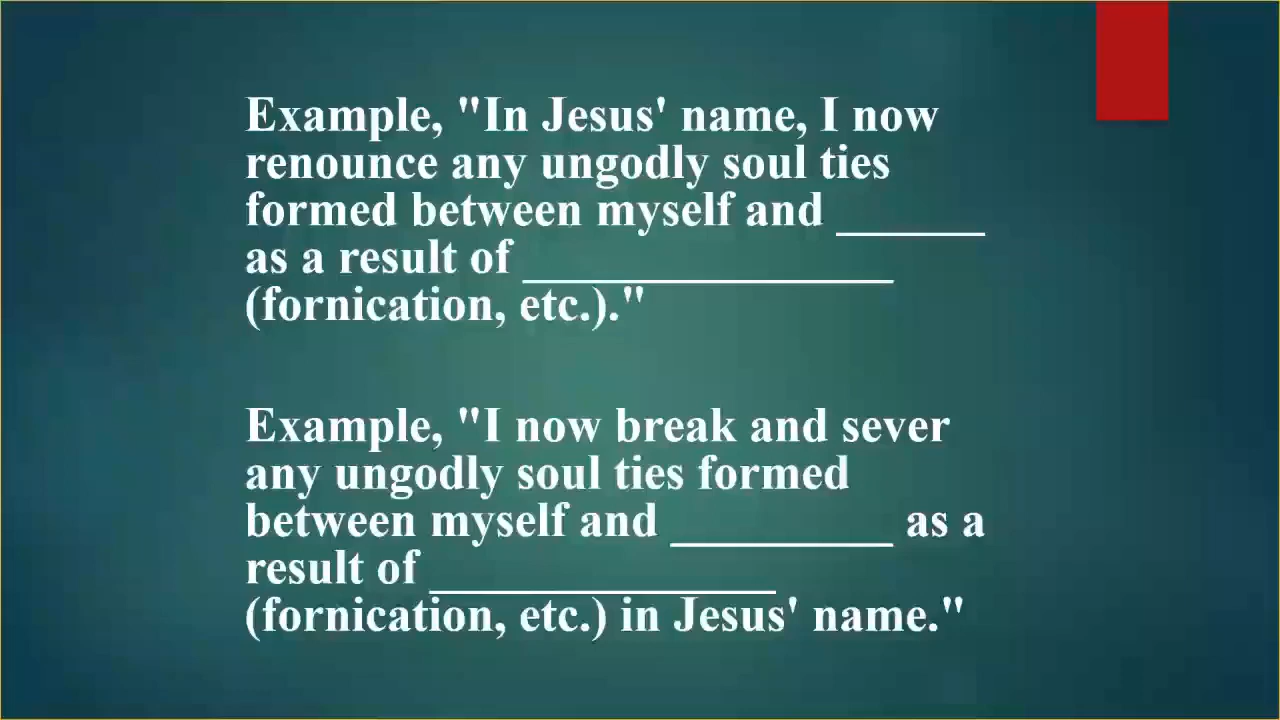 Example, "In Jesus' name, I now
renounce any ungodly soul ties
formed between myself and ______
as a result of _______________
(fornication, etc.)."
Example, "I now break and sever
any ungodly soul ties formed
between myself and _________ as a
result of ______________
(fornication, etc.) in Jesus' name."